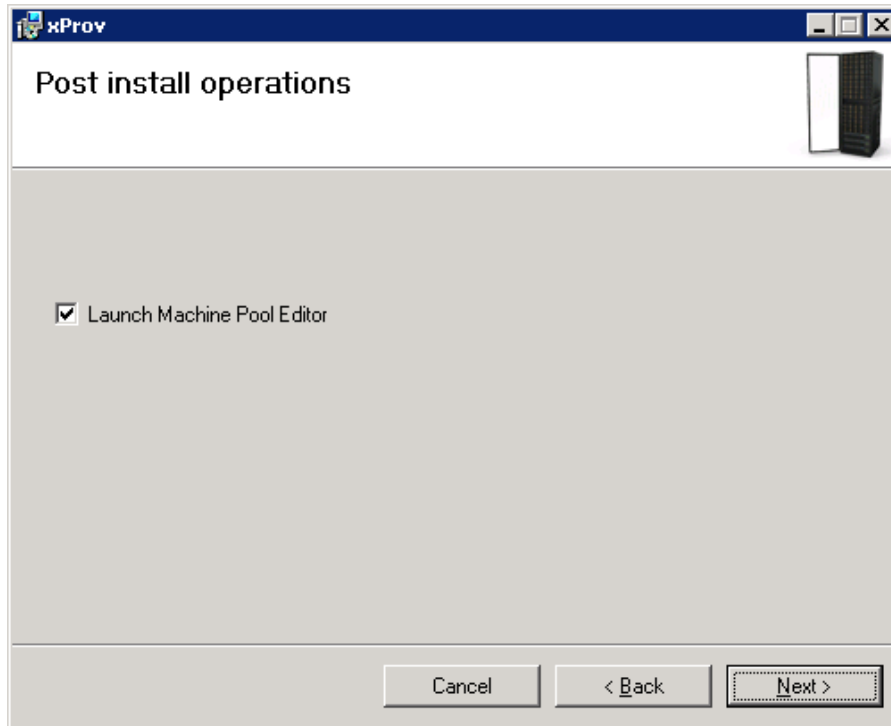 xProv
Post install operations
Launch Machine Pool Editor
Cancel
< Back
Next >